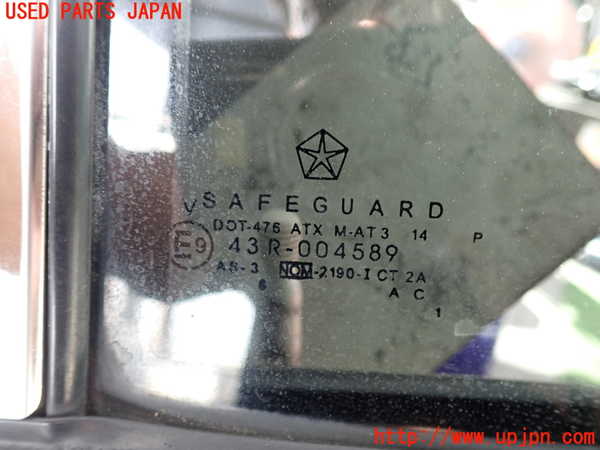 USED PARTS JAPAN
SAFEGUARD
V
DOT-476 ATX M-AT3 14 P
E9 43R-004589
AS-3 NOM-2190-I CT 2A
6 A C
1
http://www.upjpn.com/